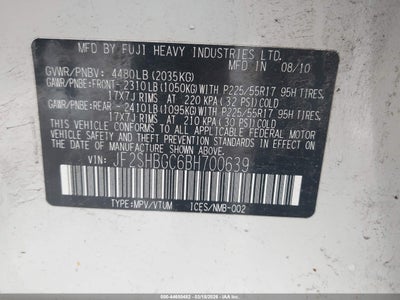 MFD BY FUJI HEAVY INDUSTRIES LTD.
08/10
GVWR/PNBV: 4480LB (2035KG)
GAWR/PNBE:FRONT- 2310LB (1050KG)WITH P225/55R17 95H TIRES,
17X7J RIMS AT 220 KPA (32 PSI) COLD
GAWR/PNBE:REAR - 2410LB (1095KG)WITH P225/55R17 95H TIRES,
17X7J RIMS AT 210 KPA (30 PSI) COLD
THIS VEHICLE CONFORMS TO ALL APPLICABLE
FEDERAL MOTOR VEHICLE SAFETY AND
THEFT PREVENTION STANDARDS IN EFFECT ON
THE DATE OF MANUFACTURE SHOWN ABOVE.
VIN: JF2SHBGC6BH700639
TYPE:MPV/VTUM ICES/NMB-002